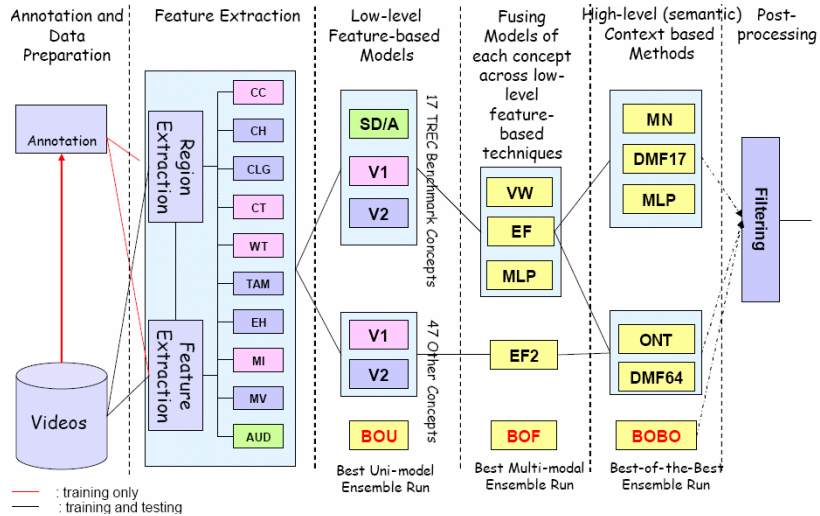 Annotation
and Data
Preparation
Feature Extraction
Low-level
Feature-based
Models
Fusing
Models of
each concept
across low-
level
feature-
based
techniques
High-level (semantic)
Context based
Methods
Post-
processing
Annotation
Videos
Region
Extraction
Feature
Extraction
CC
CH
CLG
CT
WT
TAM
EH
MI
MV
AUD
SD/A
V1
V2
17 TREC Benchmark Concepts
V1
V2
47 Other Concepts
BOU
Best Uni-model
Ensemble Run
VW
EF
MLP
EF2
BOF
Best Multi-modal
Ensemble Run
MN
DMF17
MLP
ONT
DMF64
BOBO
Best-of-the-Best
Ensemble Run
Filtering
: training only
: training and testing